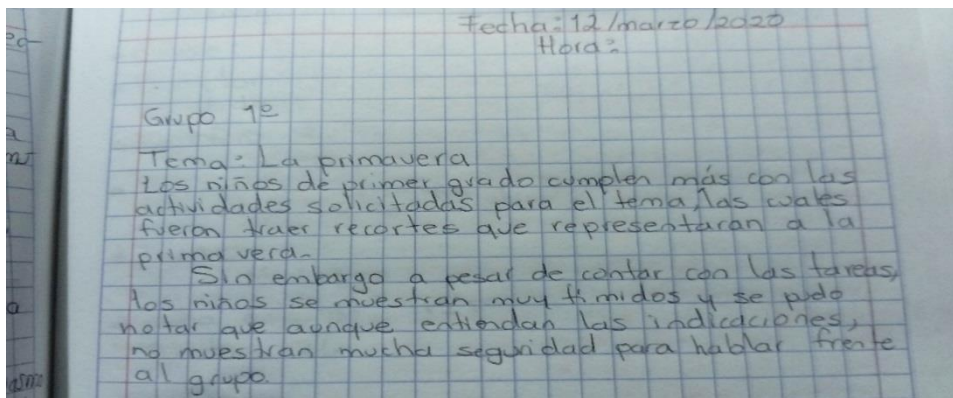 Fecha: 12/marzo/2020
Hora:
Grupo 1º
Tema: La primavera
Los niños de primer grado cumplen más con las
actividades solicitadas para el tema, las cuales
fueron traer recortes que representaran a la
primavera.
Sin embargo a pesar de contar con las tareas,
los niños se muestran muy tímidos y se pudo
notar que aunque entiendan las indicaciones,
no muestran mucha seguridad para hablar frente
al grupo.